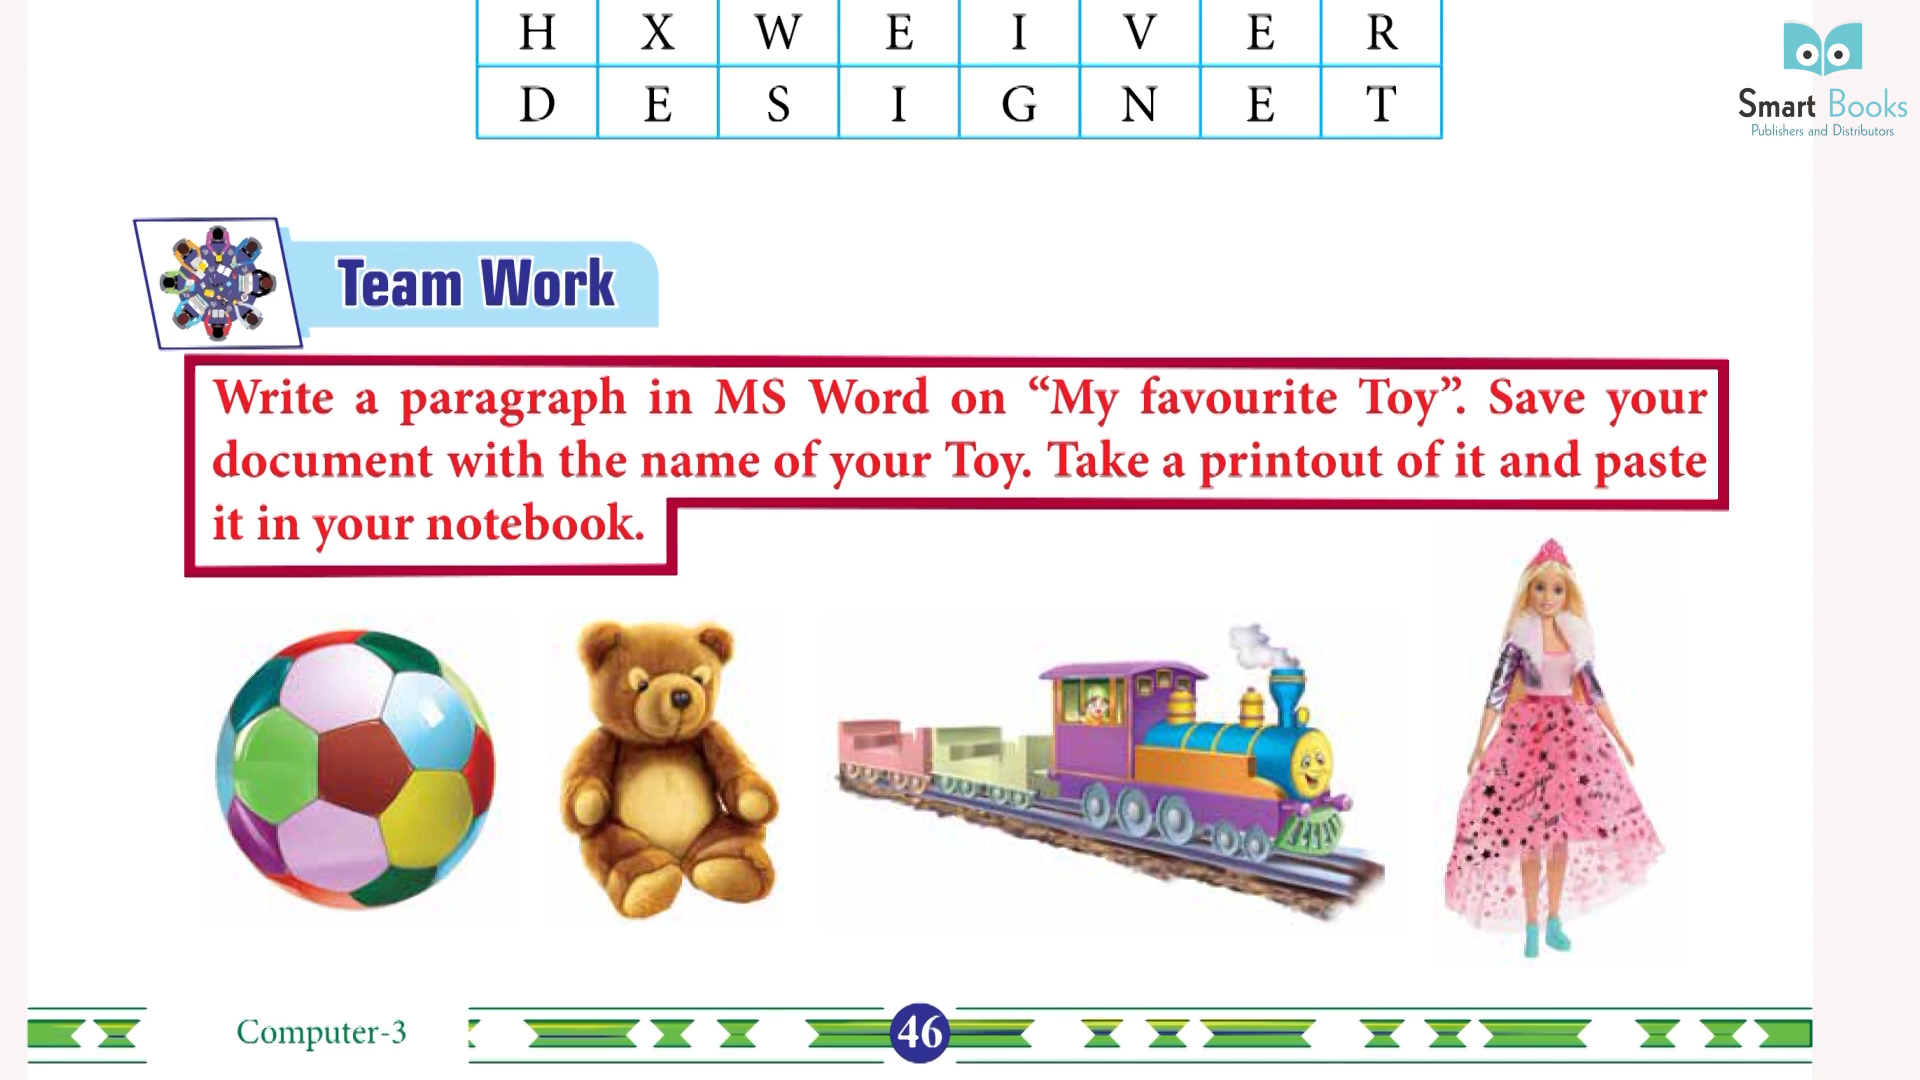 H X W E I V E R
D E S I G N E T
Smart Books
Publishers and Distributors
Team Work
Write a paragraph in MS Word on “My favourite Toy”. Save your
document with the name of your Toy. Take a printout of it and paste
it in your notebook.
Computer-3
46